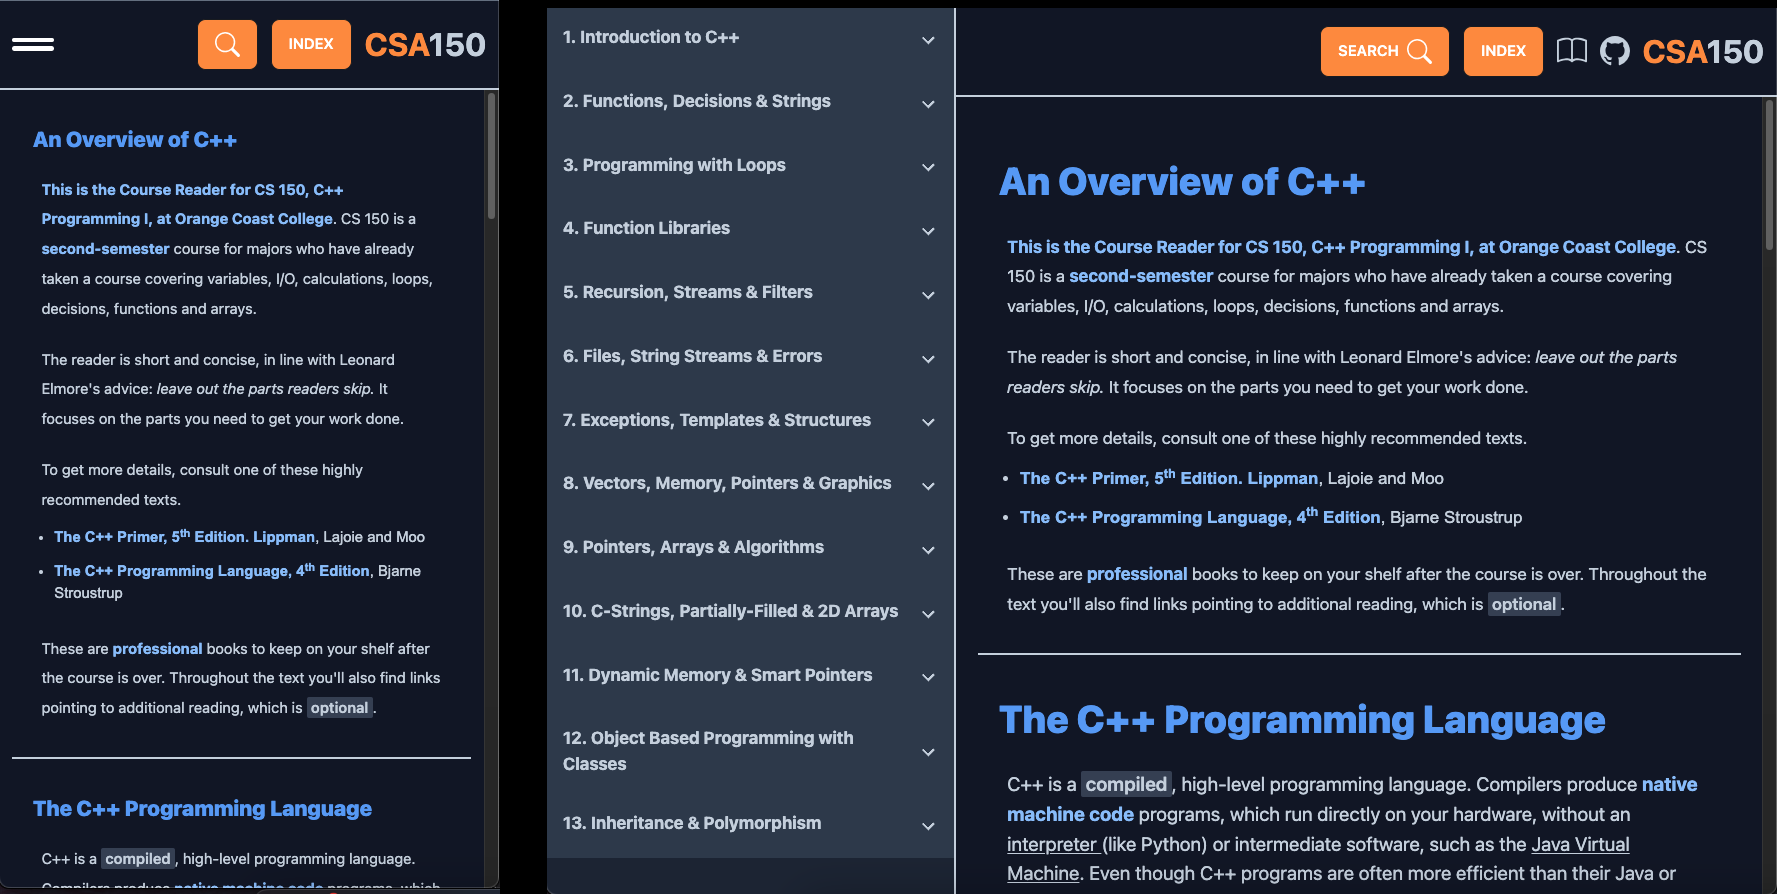 INDEX
CSA150
An Overview of C++
This is the Course Reader for CS 150, C++
Programming I, at Orange Coast College. CS 150 is a
second-semester course for majors who have already
taken a course covering variables, I/O, calculations, loops,
decisions, functions and arrays.
The reader is short and concise, in line with Leonard
Elmore's advice: leave out the parts readers skip. It
focuses on the parts you need to get your work done.
To get more details, consult one of these highly
recommended texts.
• The C++ Primer, 5th Edition. Lippman, Lajoie and Moo
• The C++ Programming Language, 4th Edition, Bjarne
Stroustrup
These are professional books to keep on your shelf after
the course is over. Throughout the text you'll also find links
pointing to additional reading, which is optional.
The C++ Programming Language
C++ is a compiled, high-level programming language.
Compilers produce native machine code programs, which
1. Introduction to C++
2. Functions, Decisions & Strings
3. Programming with Loops
4. Function Libraries
5. Recursion, Streams & Filters
6. Files, String Streams & Errors
7. Exceptions, Templates & Structures
8. Vectors, Memory, Pointers & Graphics
9. Pointers, Arrays & Algorithms
10. C-Strings, Partially-Filled & 2D Arrays
11. Dynamic Memory & Smart Pointers
12. Object Based Programming with
Classes
13. Inheritance & Polymorphism
SEARCH
INDEX
CSA150
An Overview of C++
This is the Course Reader for CS 150, C++ Programming I, at Orange Coast College. CS
150 is a second-semester course for majors who have already taken a course covering
variables, I/O, calculations, loops, decisions, functions and arrays.
The reader is short and concise, in line with Leonard Elmore's advice: leave out the parts
readers skip. It focuses on the parts you need to get your work done.
To get more details, consult one of these highly recommended texts.
• The C++ Primer, 5th Edition. Lippman, Lajoie and Moo
• The C++ Programming Language, 4th Edition, Bjarne Stroustrup
These are professional books to keep on your shelf after the course is over. Throughout the
text you'll also find links pointing to additional reading, which is optional.
The C++ Programming Language
C++ is a compiled, high-level programming language. Compilers produce native
machine code programs, which run directly on your hardware, without an
interpreter (like Python) or intermediate software, such as the Java Virtual
Machine. Even though C++ programs are often more efficient than their Java or